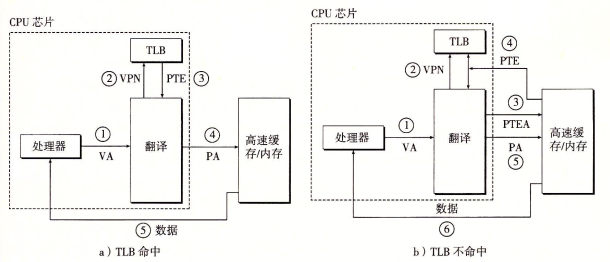 CPU 芯片
TLB
② VPN
PTE ③
①
VA
处理器
翻译
④
PA
高速缓
存/内存
⑤ 数据
a）TLB 命中
CPU 芯片
TLB
④
PTE
② VPN
③
PTEA
①
VA
处理器
翻译
PA
⑤
高速缓
存/内存
数据
⑥
b）TLB 不命中